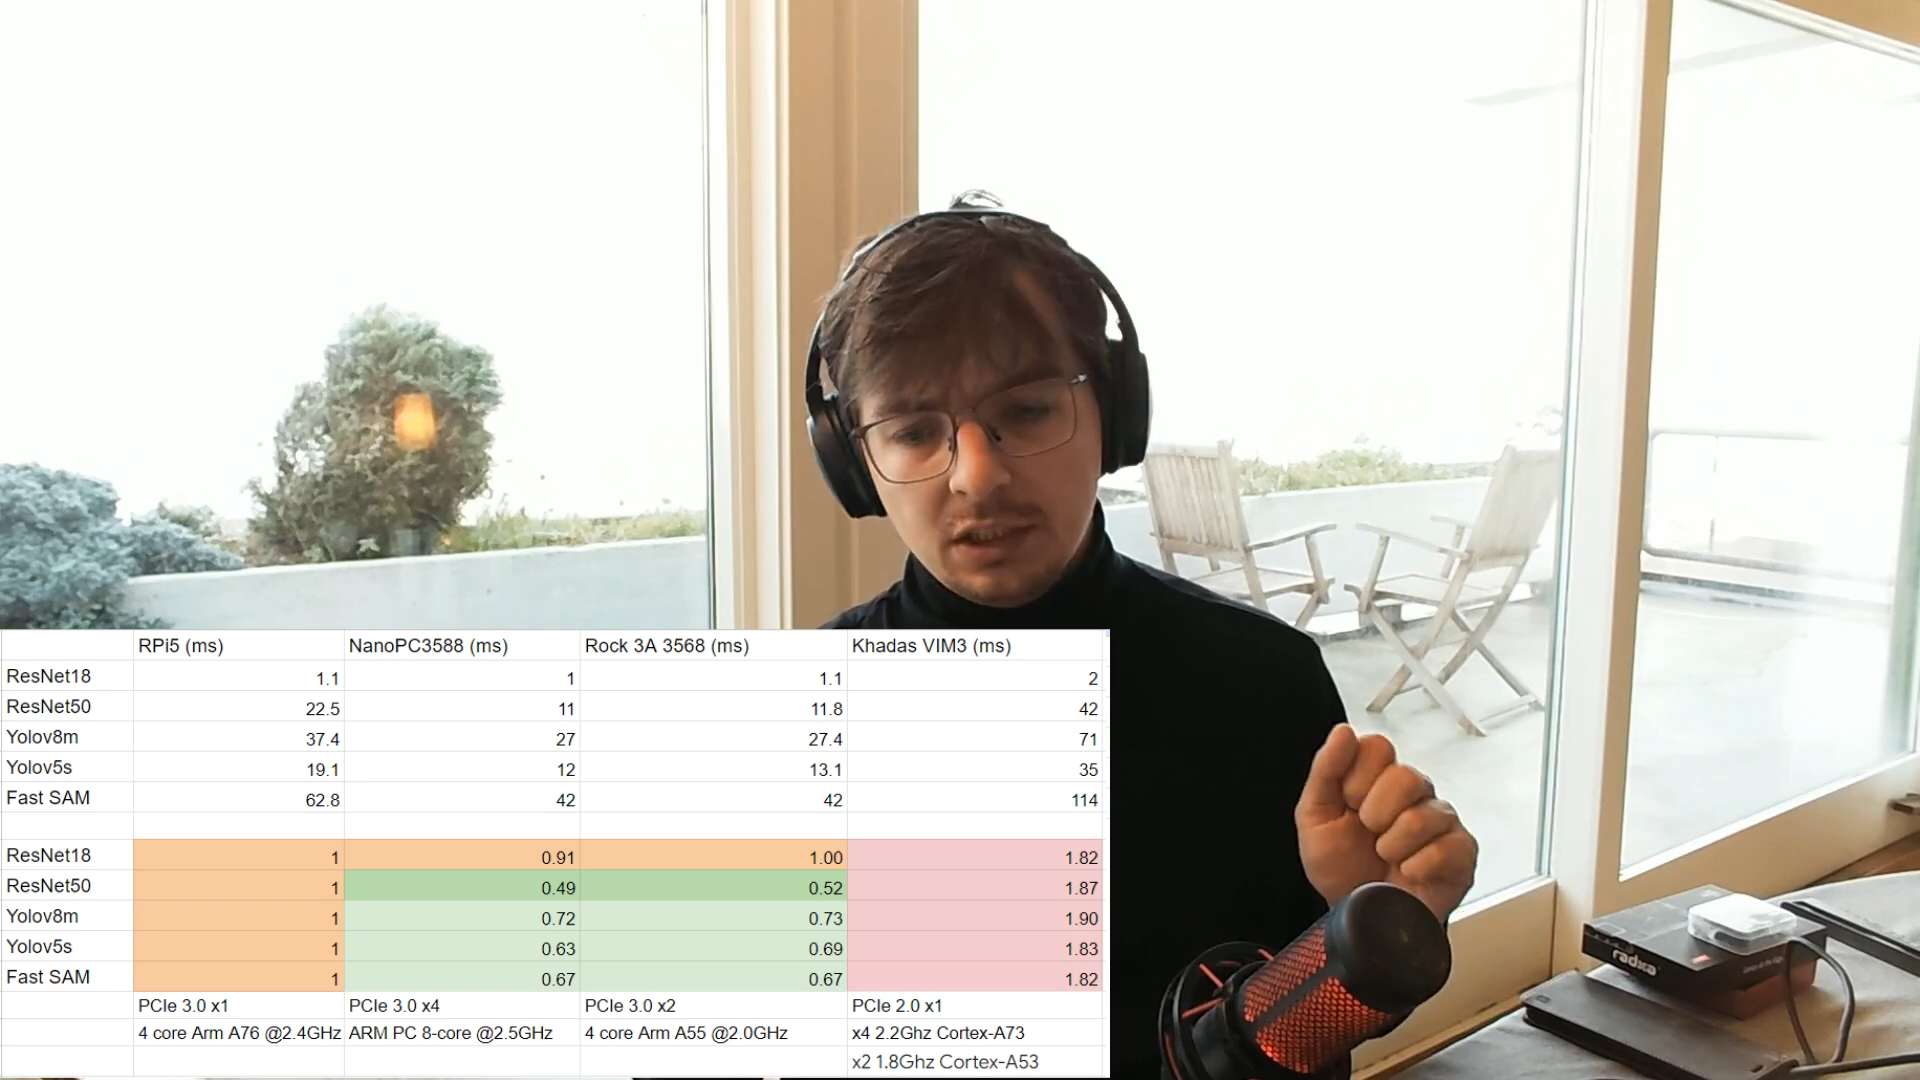 RPi5 (ms) NanoPC3588 (ms) Rock 3A 3568 (ms) Khadas VIM3 (ms)
ResNet18 1.1 1 1.1 2
ResNet50 22.5 11 11.8 42
Yolov8m 37.4 27 27.4 71
Yolov5s 19.1 12 13.1 35
Fast SAM 62.8 42 42 114
ResNet18 1 0.91 1.00 1.82
ResNet50 1 0.49 0.52 1.87
Yolov8m 1 0.72 0.73 1.90
Yolov5s 1 0.63 0.69 1.83
Fast SAM 1 0.67 0.67 1.82
PCIe 3.0 x1 PCIe 3.0 x4 PCIe 3.0 x2 PCIe 2.0 x1
4 core Arm A76 @2.4GHz ARM PC 8-core @2.5GHz 4 core Arm A55 @2.0GHz x4 2.2Ghz Cortex-A73
x2 1.8Ghz Cortex-A53
radxa